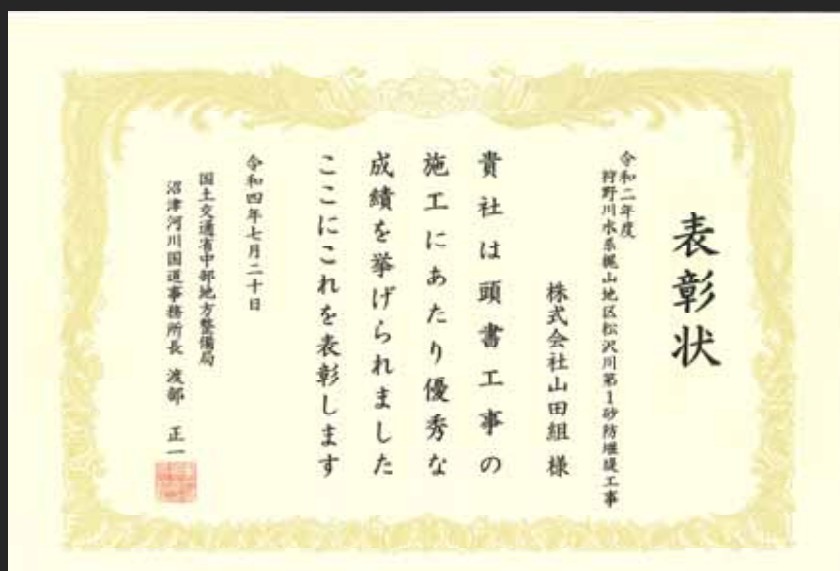 表彰状
令和二年度
狩野川水系梶山地区松沢川第1砂防堰堤工事
株式会社山田組 様
貴社は頭書工事の
施工にあたり優秀な
成績を挙げられました
ここにこれを表彰します
令和四年七月二十日
国土交通省中部地方整備局
沼津河川国道事務所長 渡部 正一